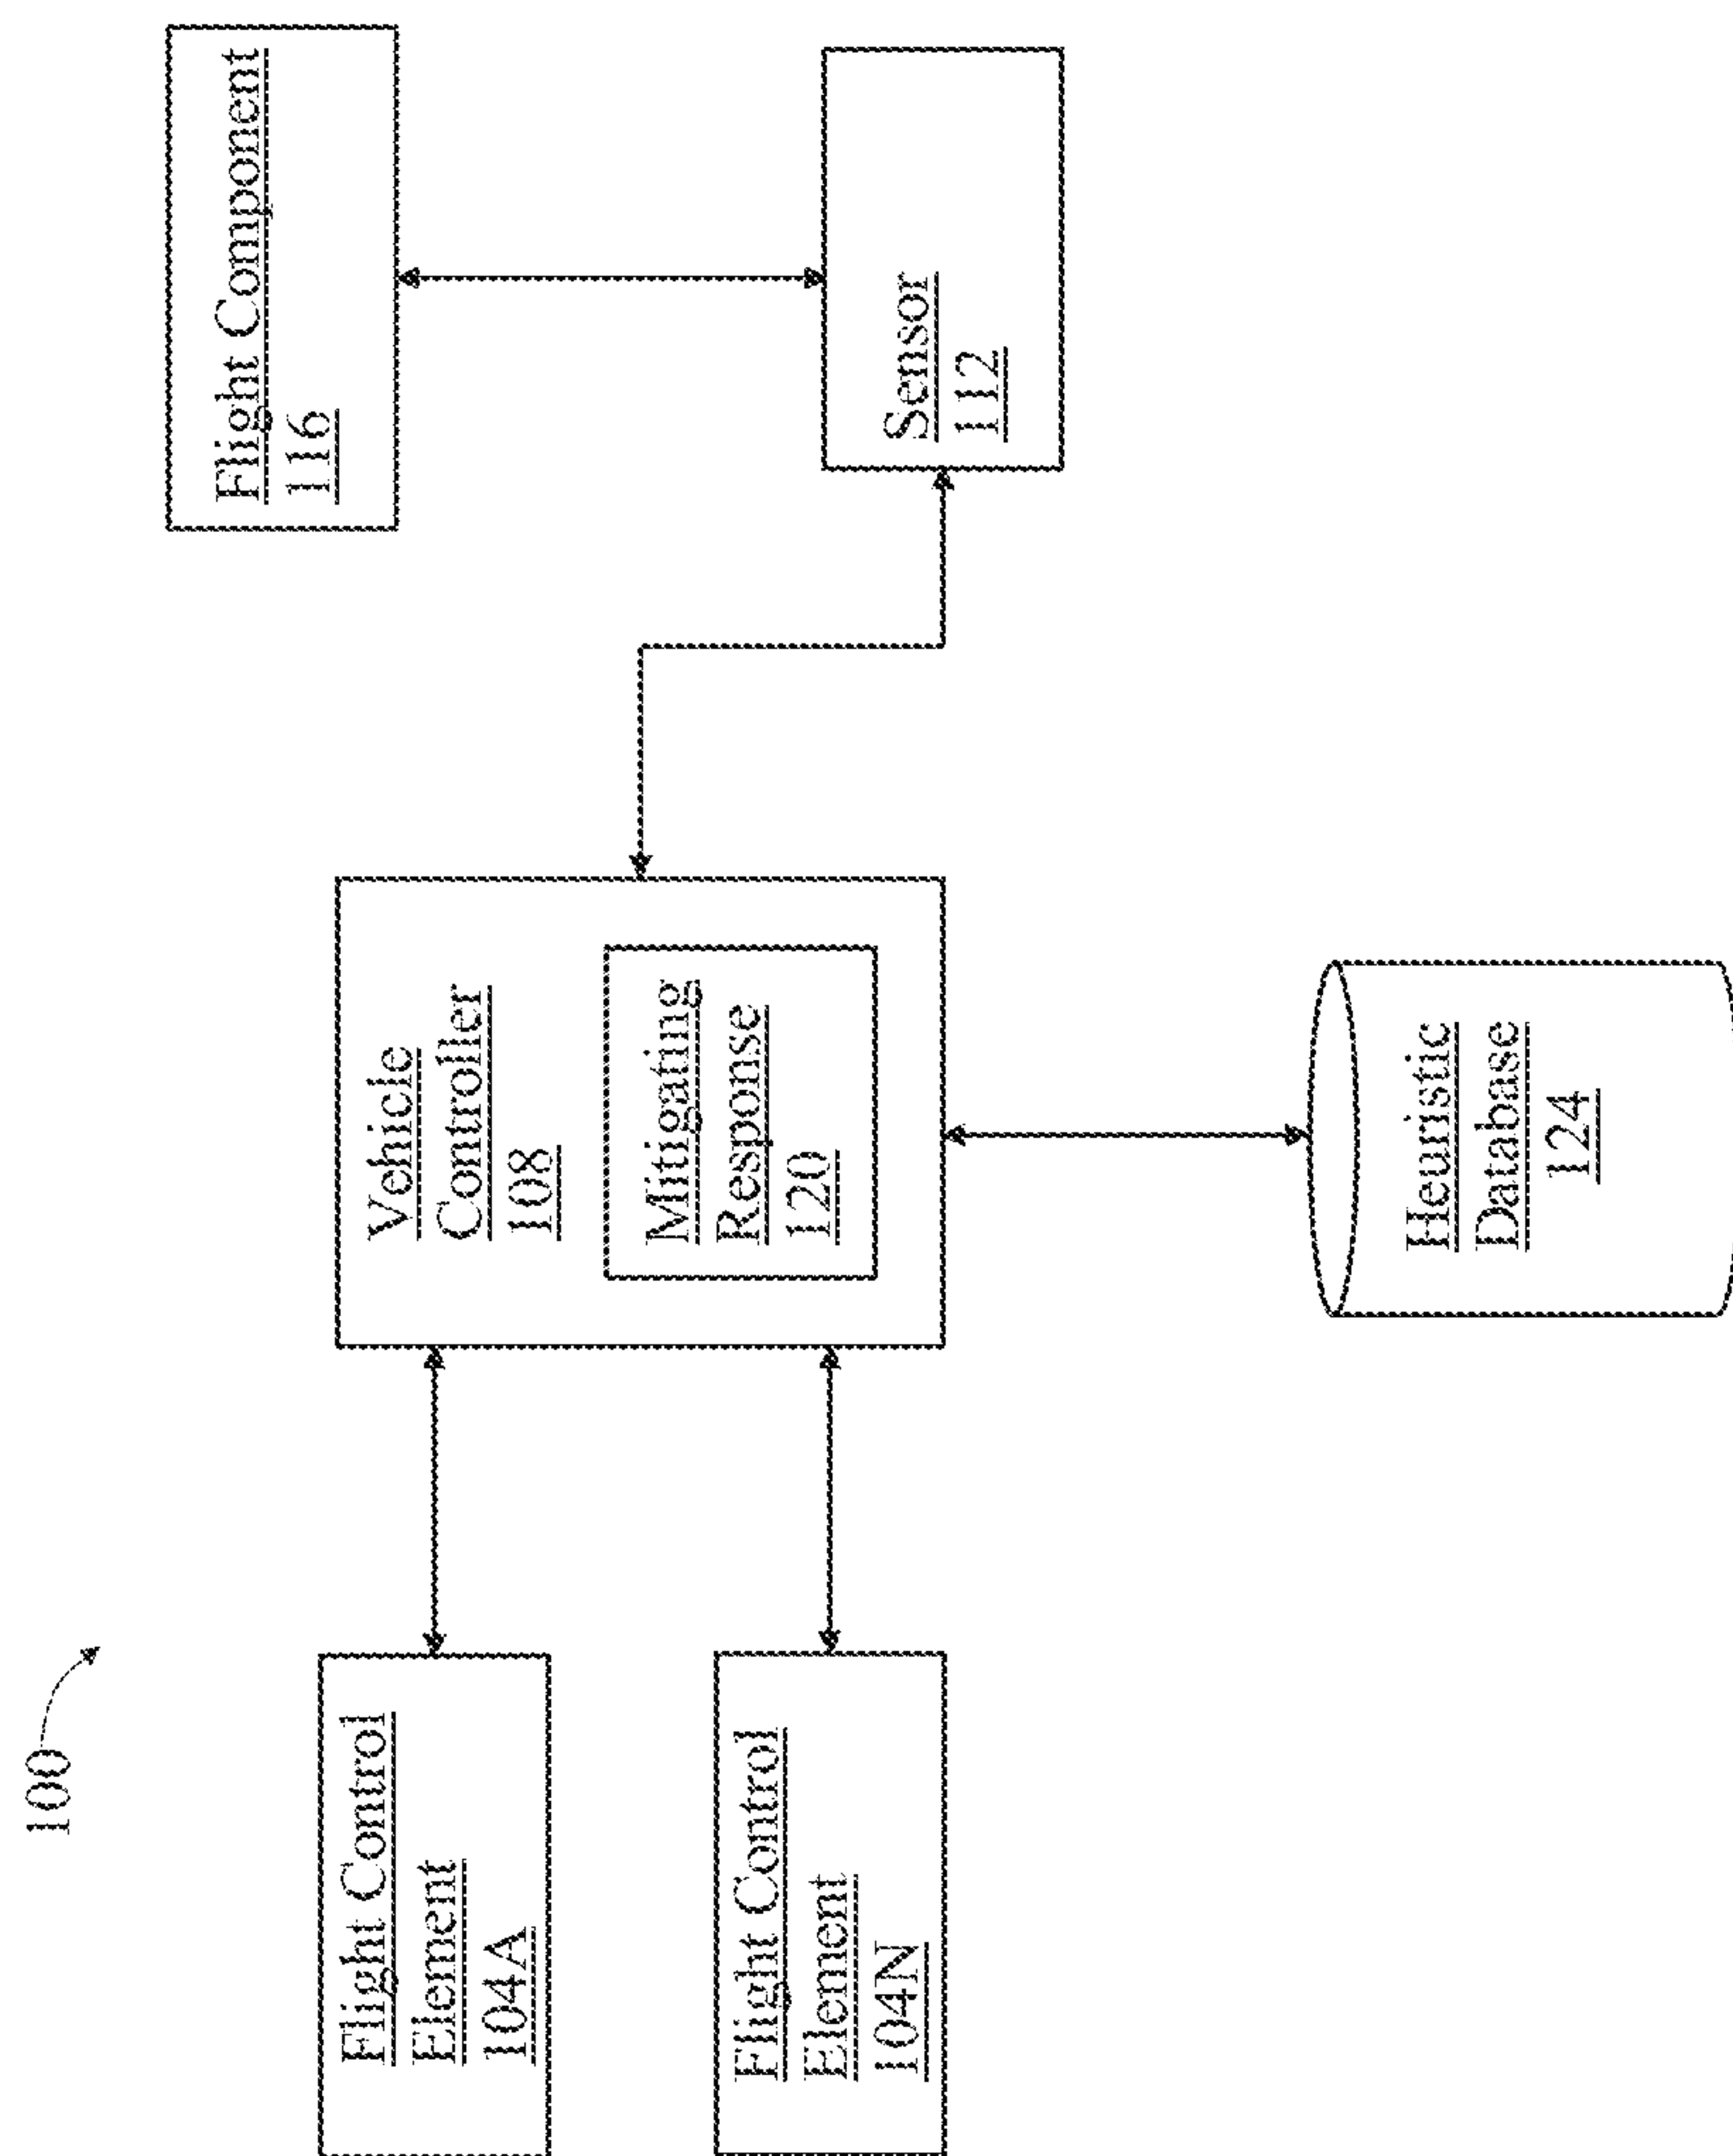 100
Flight Control
Element
104A
Flight Control
Element
104N
Vehicle
Controller
108
Mitigating
Response
120
Heuristic
Database
124
Flight Component
116
Sensor
112